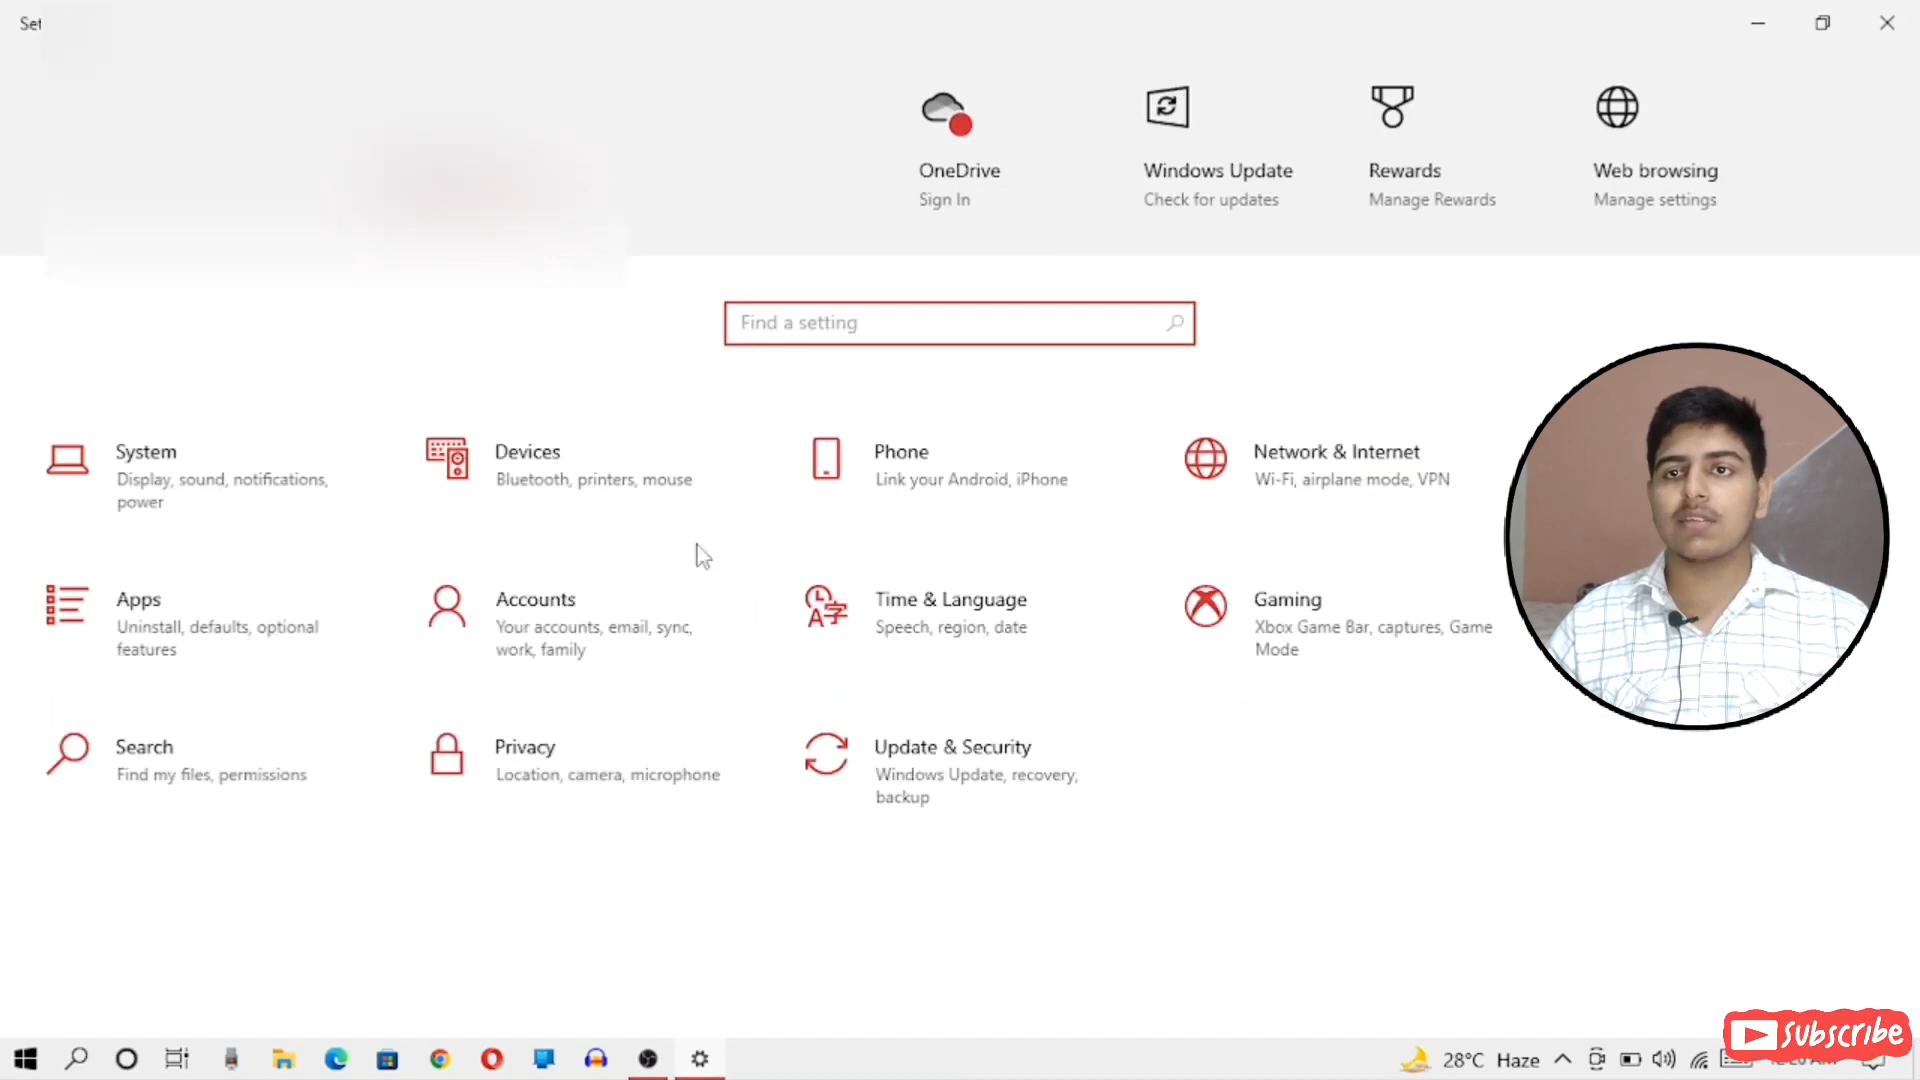 Set
OneDrive
Sign In
Windows Update
Check for updates
Rewards
Manage Rewards
Web browsing
Manage settings
Find a setting
System
Display, sound, notifications,
power
Devices
Bluetooth, printers, mouse
Phone
Link your Android, iPhone
Network & Internet
Wi-Fi, airplane mode, VPN
Apps
Uninstall, defaults, optional
features
Accounts
Your accounts, email, sync,
work, family
Time & Language
Speech, region, date
Gaming
Xbox Game Bar, captures, Game
Mode
Search
Find my files, permissions
Privacy
Location, camera, microphone
Update & Security
Windows Update, recovery,
backup
28°C Haze
Subscribe